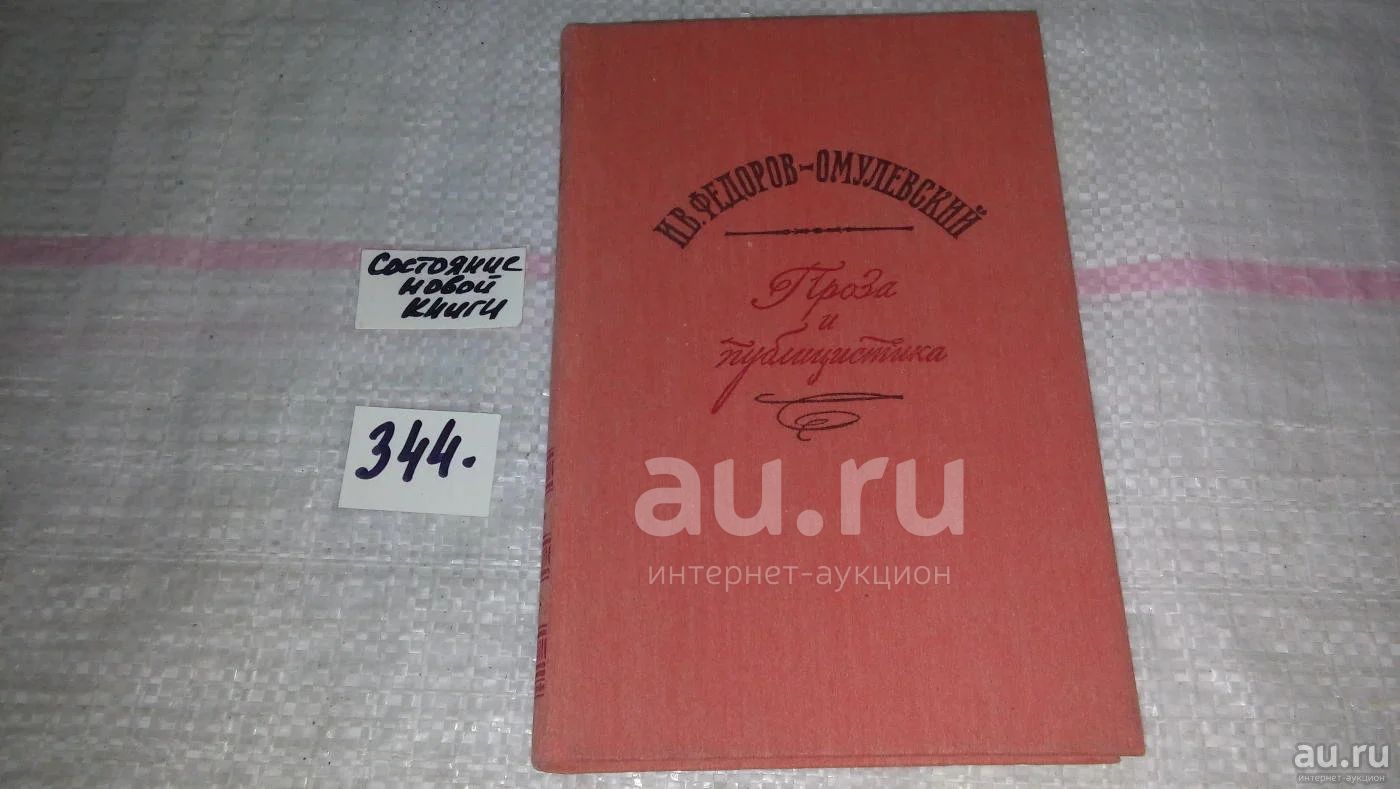 И.В. ФЕДОРОВ-ОМУЛЕВСКИЙ
Проза
и
публицистика
Состояние
новой
книги
344.
au.ru
интернет-аукцион
au.ru
интернет-аукцион